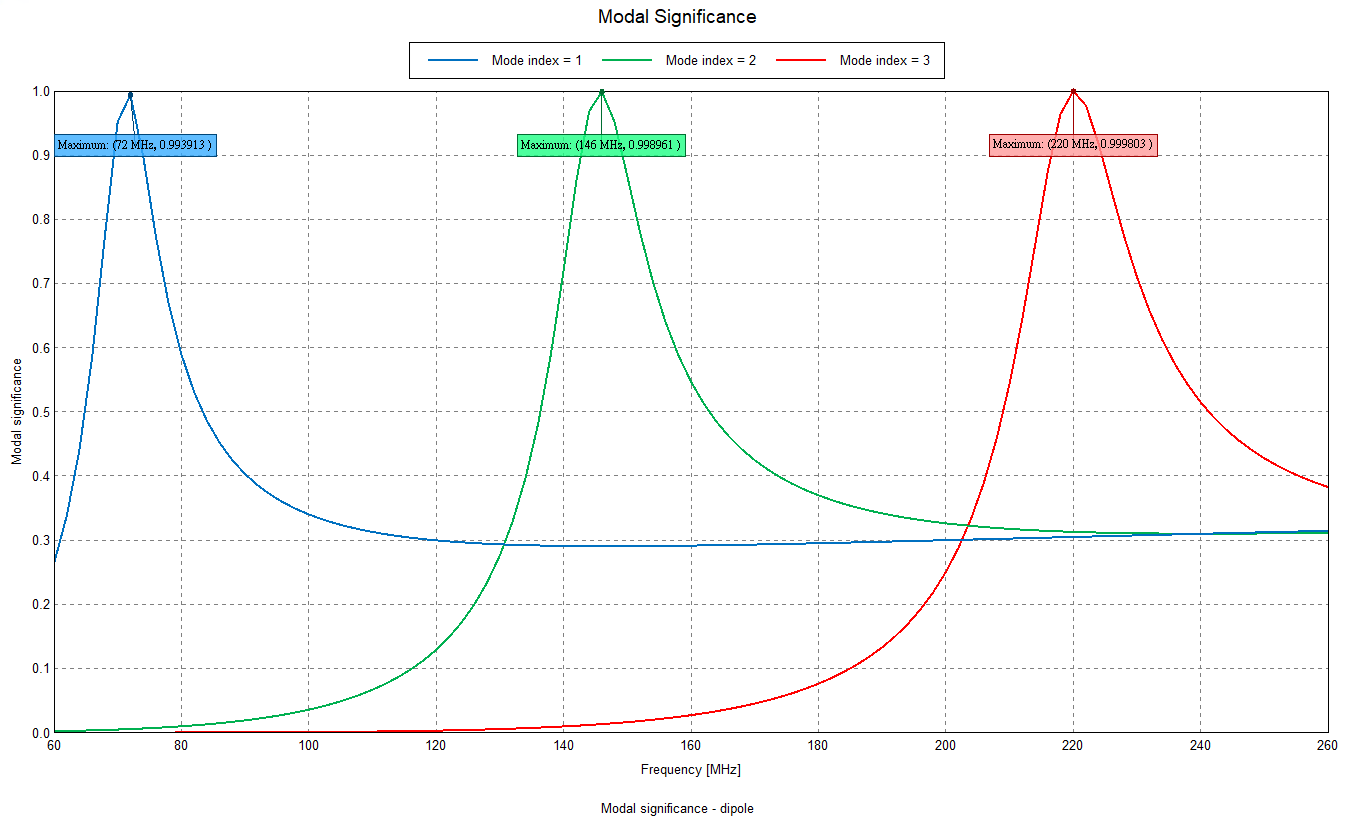 Modal Significance
Mode index = 1 Mode index = 2 Mode index = 3
1.0
Maximum: (72 MHz, 0.993913 ) Maximum: (146 MHz, 0.998961 ) Maximum: (220 MHz, 0.999803 )
0.9
0.8
0.7
0.6
0.5
0.4
0.3
0.2
0.1
0.0
Modal significance
60 80 100 120 140 160 180 200 220 240 260
Frequency [MHz]
Modal significance - dipole